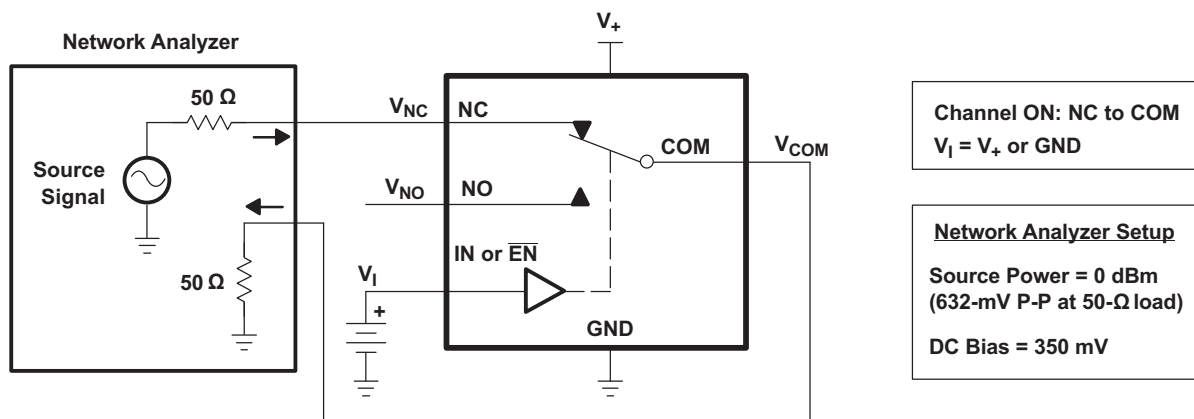 V+
Network Analyzer
50 Ω
Source
Signal
50 Ω
VNC
NC
COM
VCOM
VNO
NO
IN or E̅N̅
VI
+
GND
Channel ON: NC to COM
VI = V+ or GND
Network Analyzer Setup
Source Power = 0 dBm
(632-mV P-P at 50-Ω load)
DC Bias = 350 mV